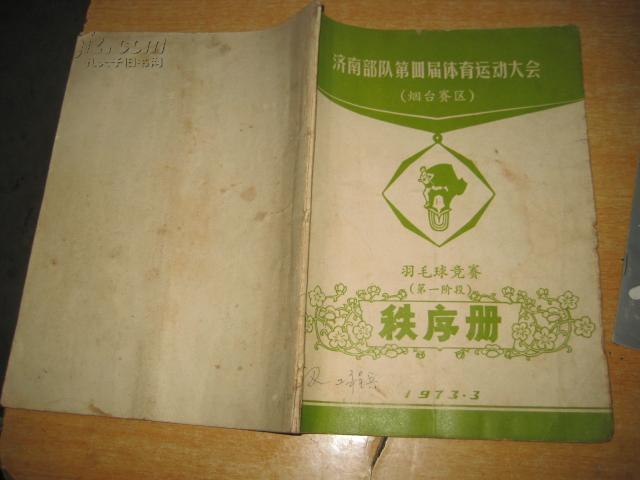 济南部队第四届体育运动大会
(烟台赛区)
羽毛球竞赛
(第一阶段)
秩序册
1973·3